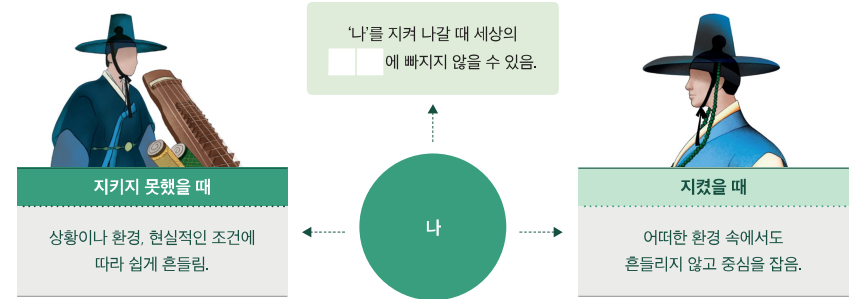 ‘나’를 지켜 나갈 때 세상의
에 빠지지 않을 수 있음.
지키지 못했을 때
상황이나 환경, 현실적인 조건에
따라 쉽게 흔들림.
나
지켰을 때
어떠한 환경 속에서도
흔들리지 않고 중심을 잡음.